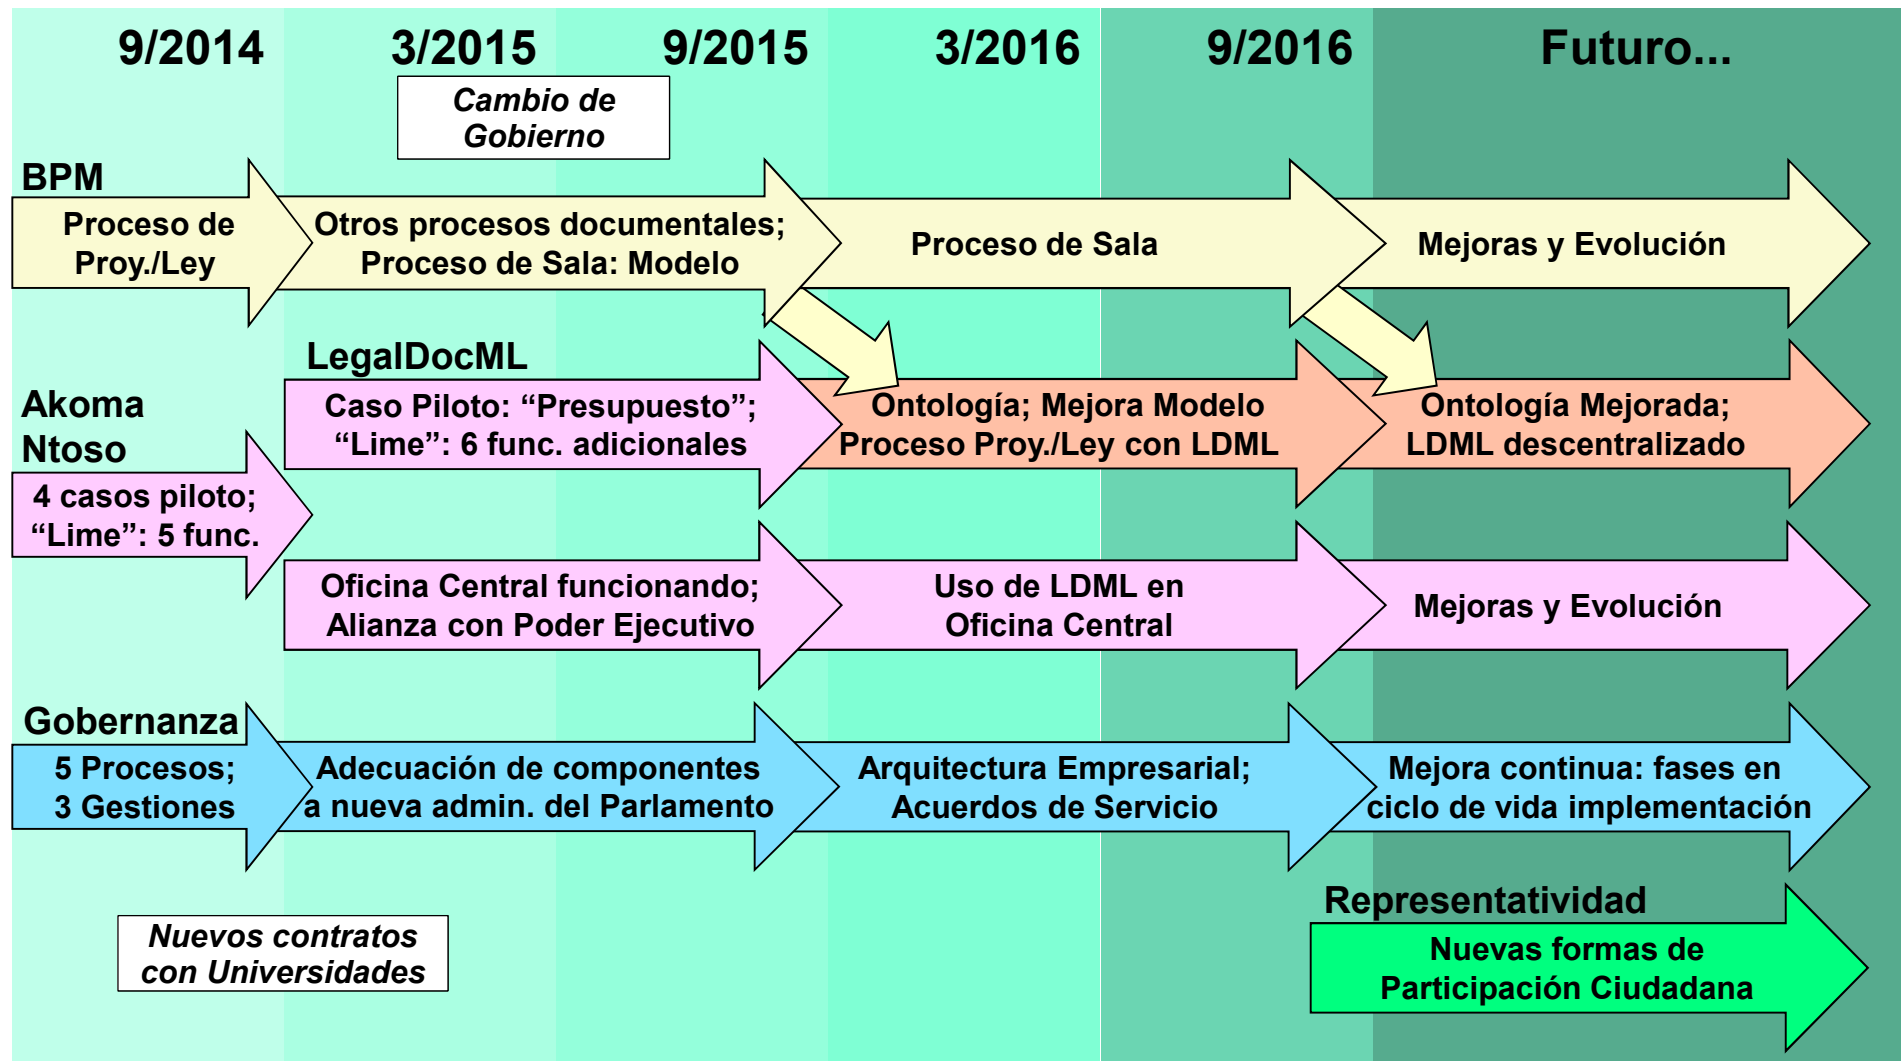 9/2014 3/2015 9/2015 3/2016 9/2016 Futuro...
Cambio de
Gobierno
BPM
Proceso de
Proy./Ley
Otros procesos documentales;
Proceso de Sala: Modelo
Proceso de Sala
Mejoras y Evolución
LegalDocML
Akoma
Ntoso
4 casos piloto;
“Lime”: 5 func.
Caso Piloto: “Presupuesto”;
“Lime”: 6 func. adicionales
Ontología; Mejora Modelo
Proceso Proy./Ley con LDML
Ontología Mejorada;
LDML descentralizado
Oficina Central funcionando;
Alianza con Poder Ejecutivo
Uso de LDML en
Oficina Central
Mejoras y Evolución
Gobernanza
5 Procesos;
3 Gestiones
Adecuación de componentes
a nueva admin. del Parlamento
Arquitectura Empresarial;
Acuerdos de Servicio
Mejora continua: fases en
ciclo de vida implementación
Representatividad
Nuevas formas de
Participación Ciudadana
Nuevos contratos
con Universidades